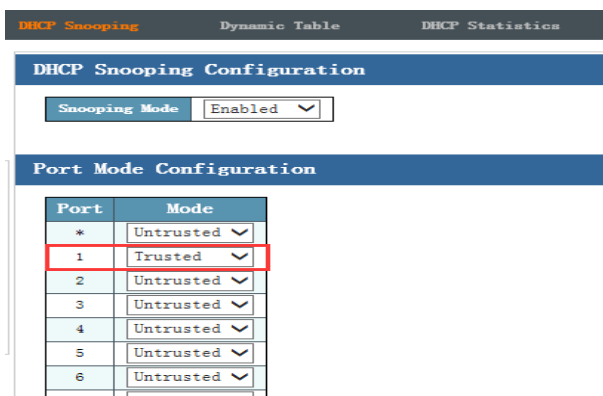 DHCP Snooping Dynamic Table DHCP Statistics
DHCP Snooping Configuration
Snooping Mode Enabled
Port Mode Configuration
Port Mode
* Untrusted
1 Trusted
2 Untrusted
3 Untrusted
4 Untrusted
5 Untrusted
6 Untrusted